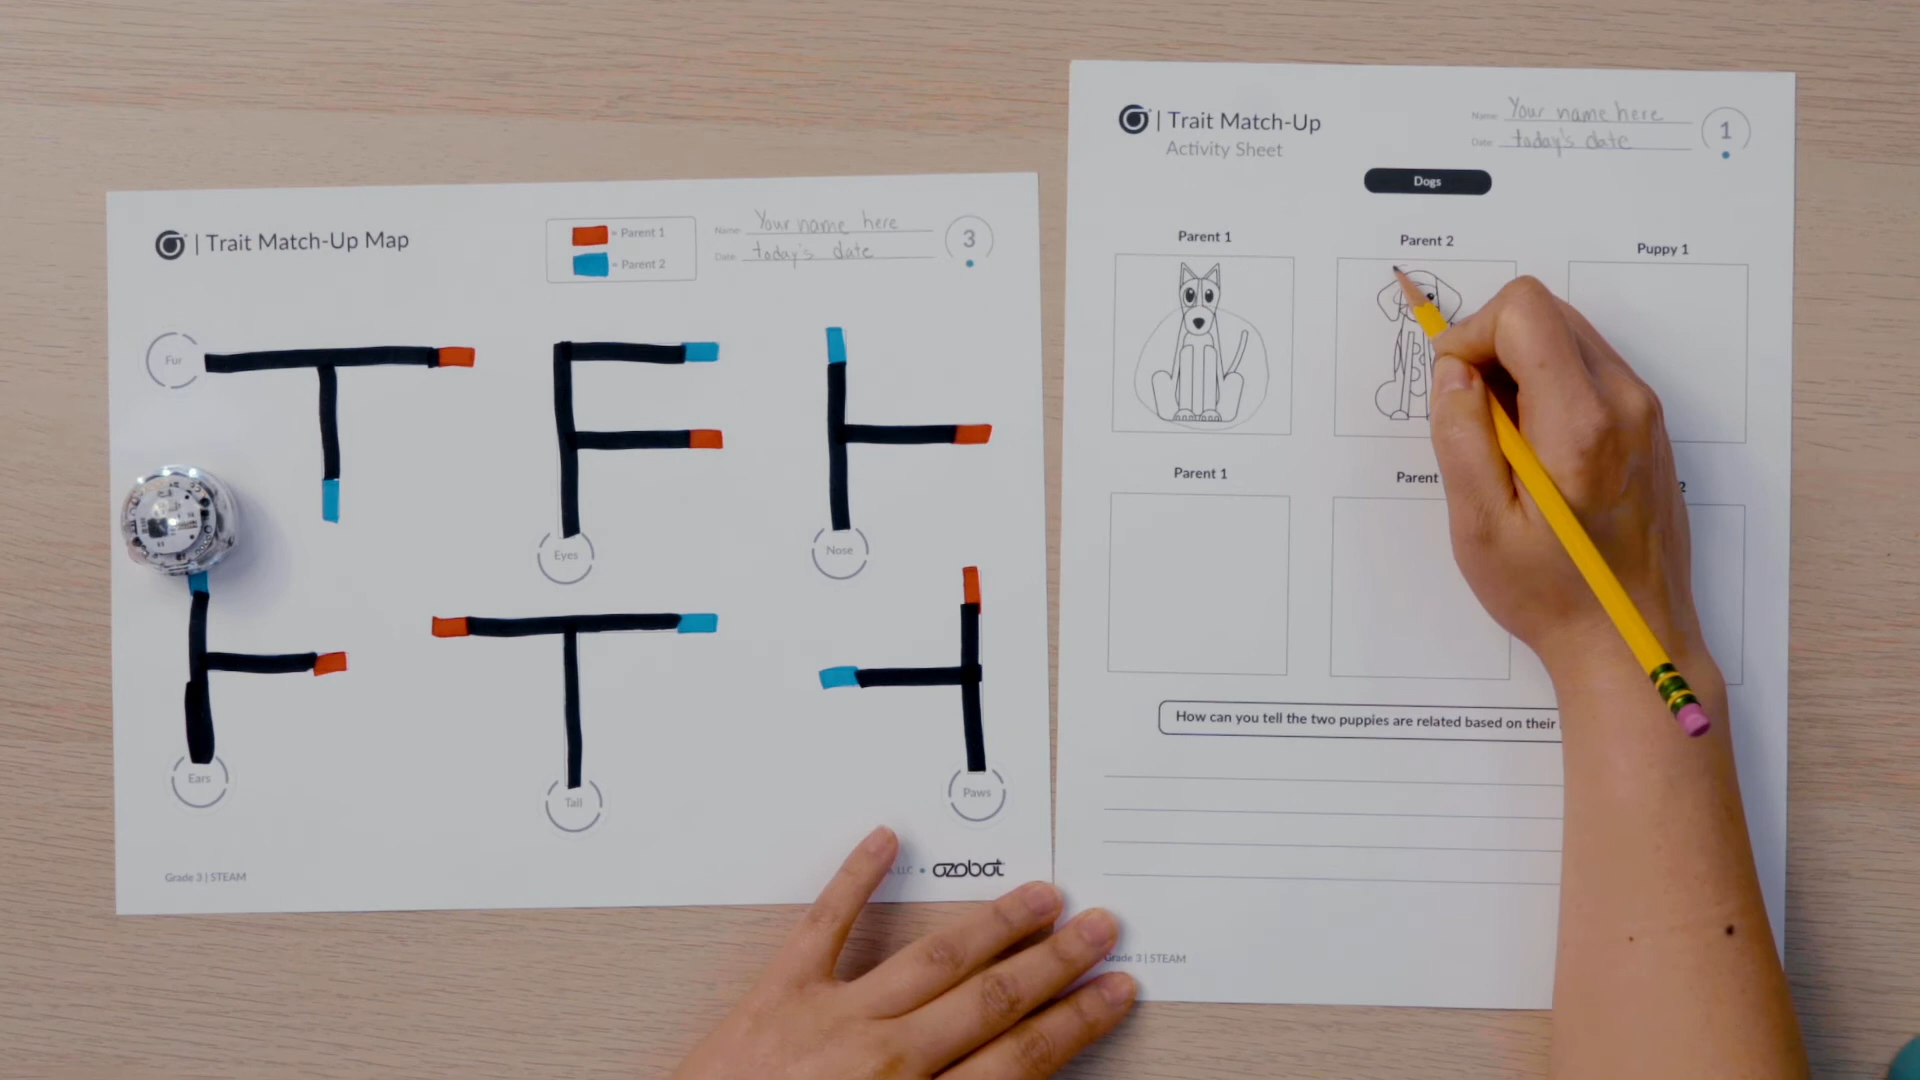 | Trait Match-Up Map
= Parent 1
= Parent 2
Name: Your name here
Date: today's date
3
Fur
Eyes
Nose
Ears
Tail
Paws
Grade 3 | STEAM
LLC • ozobot
| Trait Match-Up
Activity Sheet
Name: Your name here
Date: today's date
1
Dogs
Parent 1
Parent 2
Puppy 1
Parent 1
Parent
2
How can you tell the two puppies are related based on their
Grade 3 | STEAM